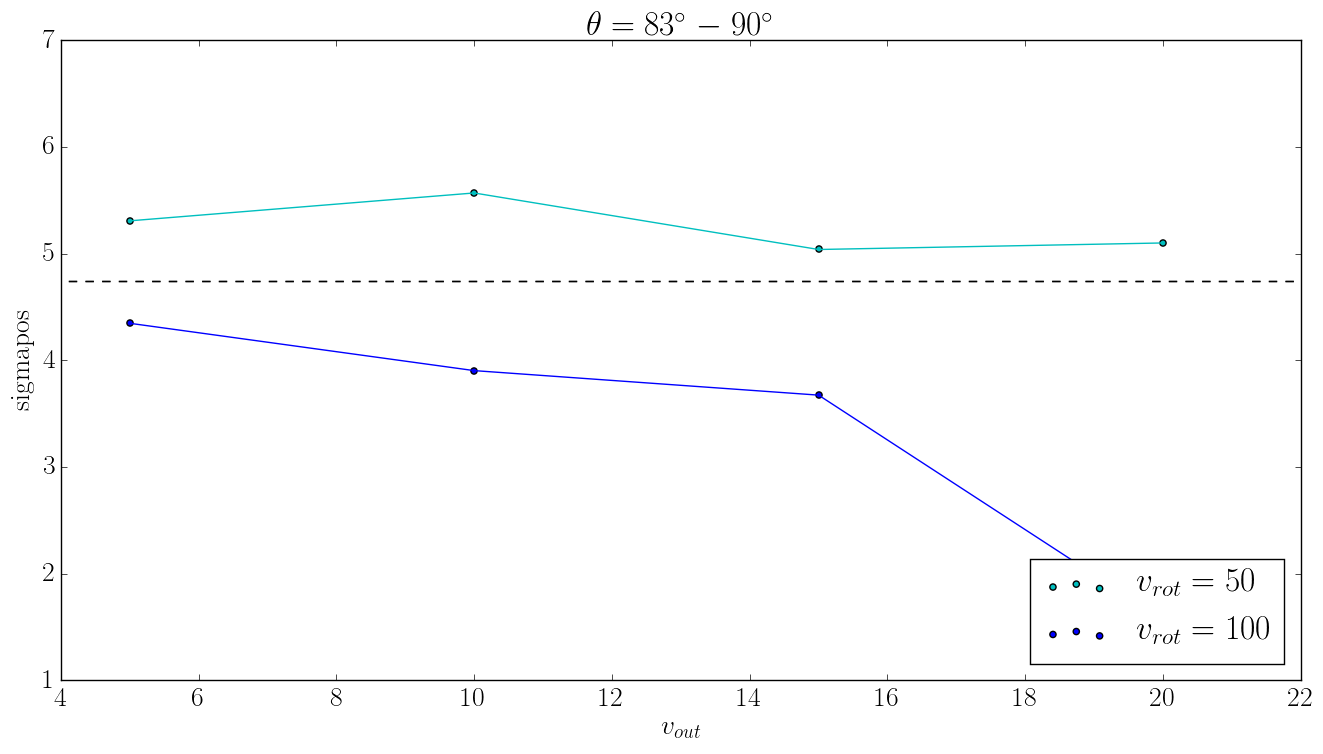 θ = 83° − 90°
7
6
5
4
3
2
1
sigmapos
4 6 8 10 12 14 16 18 20 22
v_out
v_rot = 50
v_rot = 100